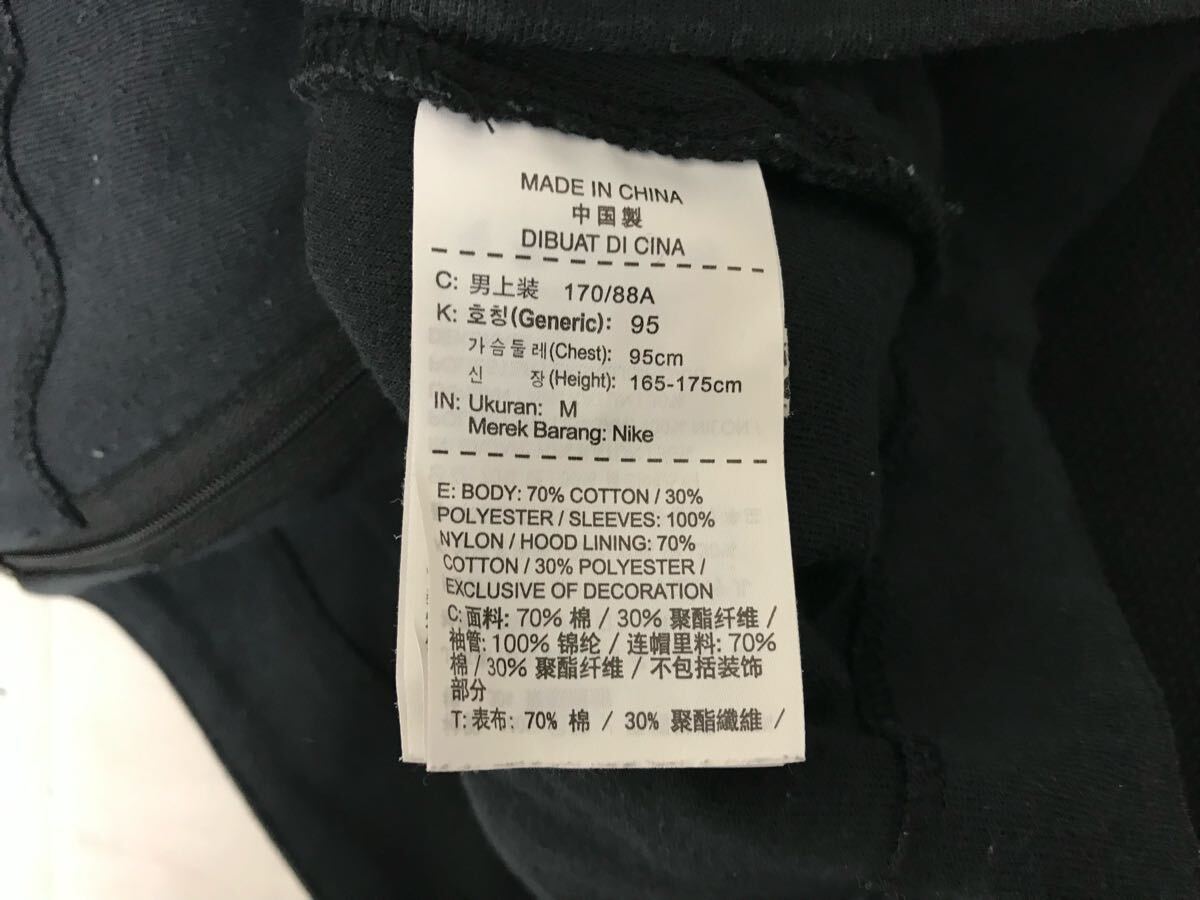 MADE IN CHINA
中国製
DIBUAT DI CINA
C: 男上装 170/88A
K: 호칭(Generic): 95
가슴둘레(Chest): 95cm
신 장(Height): 165-175cm
IN: Ukuran: M
Merek Barang: Nike
E: BODY: 70% COTTON / 30%
POLYESTER / SLEEVES: 100%
NYLON / HOOD LINING: 70%
COTTON / 30% POLYESTER /
EXCLUSIVE OF DECORATION
C: 面料: 70% 棉 / 30% 聚酯纤维 /
袖管: 100% 锦纶 / 连帽里料: 70%
棉 / 30% 聚酯纤维 / 不包括装饰
部分
T: 表布: 70% 棉 / 30% 聚酯纖維 /